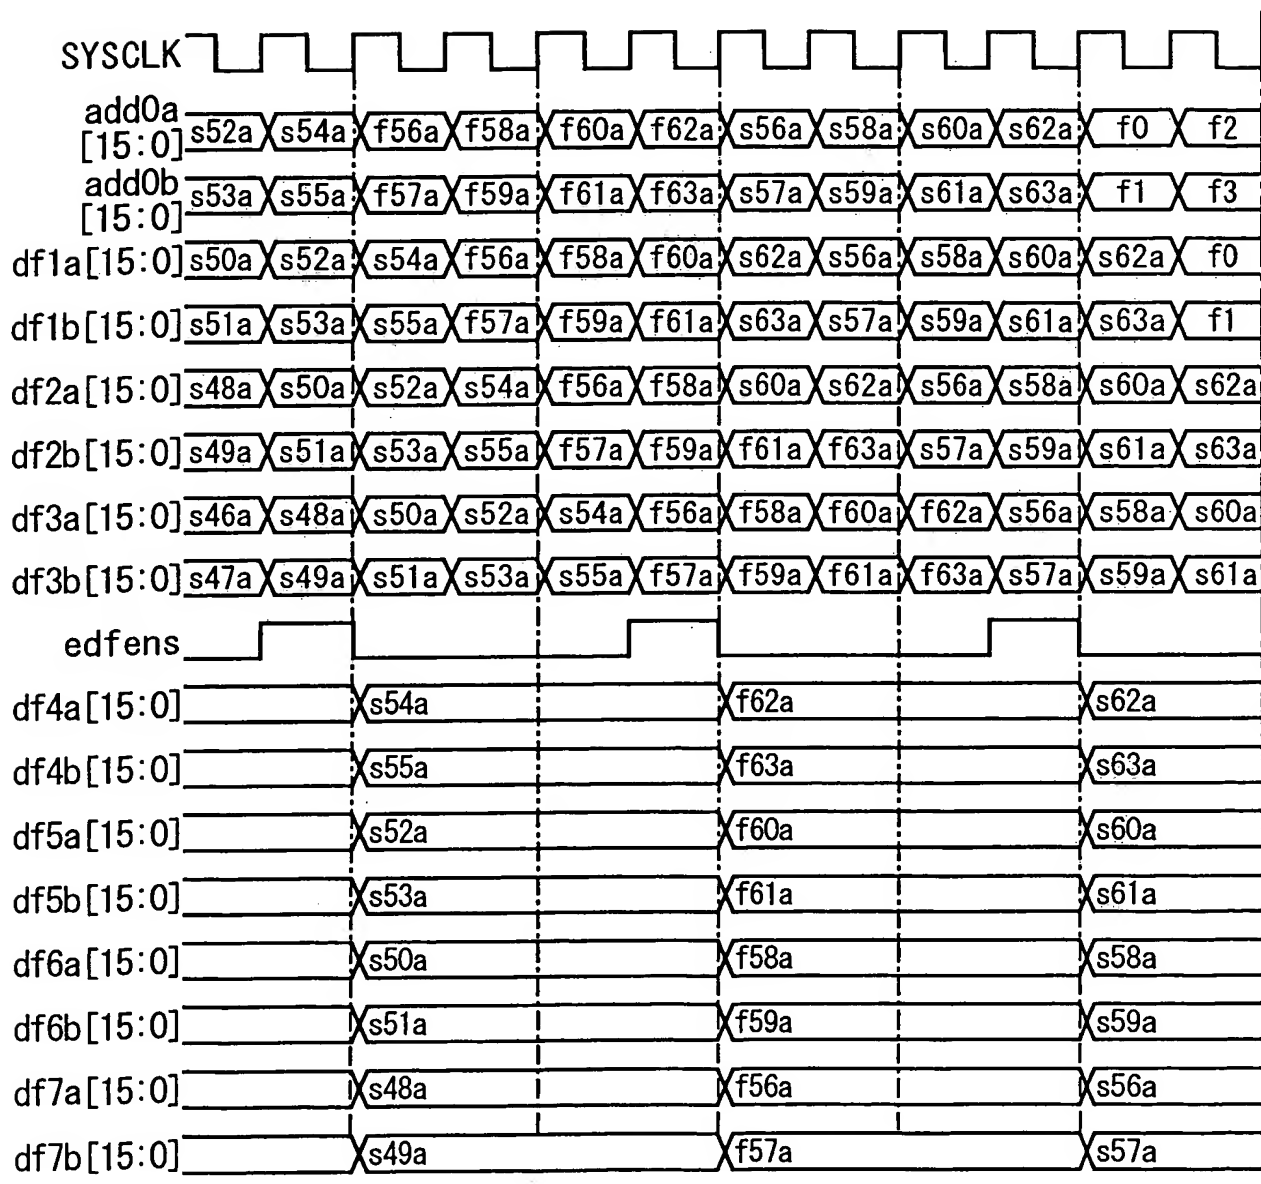 SYSCLK
add0a [15:0] s52a s54a f56a f58a f60a f62a s56a s58a s60a s62a f0 f2
add0b [15:0] s53a s55a f57a f59a f61a f63a s57a s59a s61a s63a f1 f3
df1a[15:0] s50a s52a s54a f56a f58a f60a s62a s56a s58a s60a s62a f0
df1b[15:0] s51a s53a s55a f57a f59a f61a s63a s57a s59a s61a s63a f1
df2a[15:0] s48a s50a s52a s54a f56a f58a s60a s62a s56a s58a s60a s62a
df2b[15:0] s49a s51a s53a s55a f57a f59a f61a f63a s57a s59a s61a s63a
df3a[15:0] s46a s48a s50a s52a s54a f56a f58a f60a f62a s56a s58a s60a
df3b[15:0] s47a s49a s51a s53a s55a f57a f59a f61a f63a s57a s59a s61a
edfens
df4a[15:0] s54a f62a s62a
df4b[15:0] s55a f63a s63a
df5a[15:0] s52a f60a s60a
df5b[15:0] s53a f61a s61a
df6a[15:0] s50a f58a s58a
df6b[15:0] s51a f59a s59a
df7a[15:0] s48a f56a s56a
df7b[15:0] s49a f57a s57a